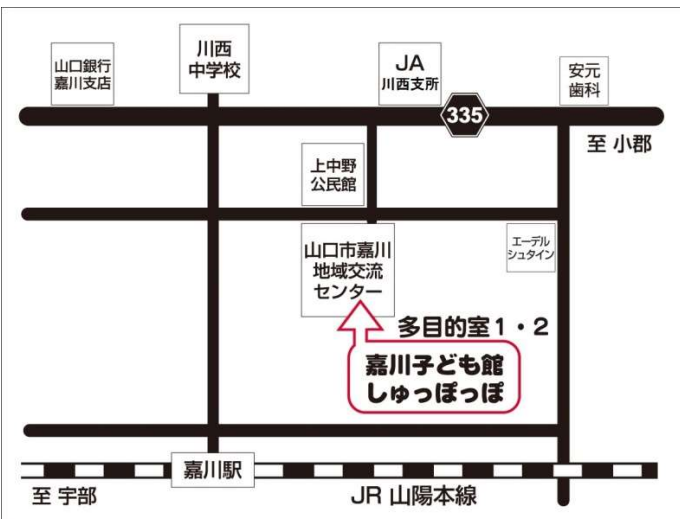 山口銀行
嘉川支店
川西
中学校
JA
川西支所
安元
歯科
335
至 小郡
上中野
公民館
山口市嘉川
地域交流
センター
エーデル
シュタイン
多目的室1・2
嘉川子ども館
しゅっぽっぽ
嘉川駅
至 宇部
JR 山陽本線